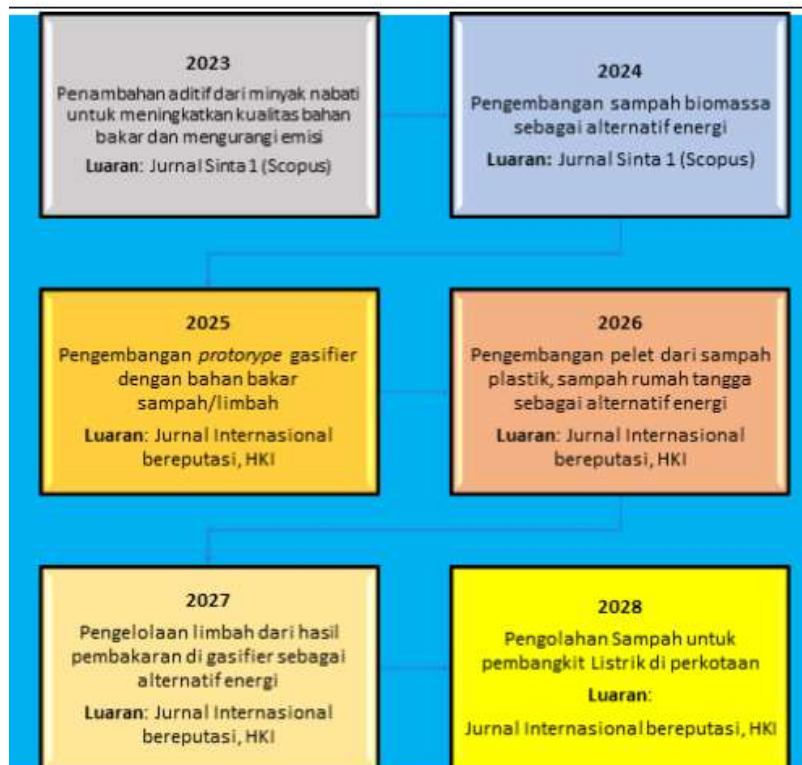 2023
Penambahan aditif dari minyak nabati
untuk meningkatkan kualitas bahan
bakar dan mengurangi emisi
Luaran: Jurnal Sinta 1 (Scopus)
2024
Pengembangan sampah biomassa
sebagai alternatif energi
Luaran: Jurnal Sinta 1 (Scopus)
2025
Pengembangan protorype gasifier
dengan bahan bakar
sampah/limbah
Luaran: Jurnal Internasional
bereputasi, HKI
2026
Pengembangan pelet dari sampah
plastik, sampah rumah tangga
sebagai alternatif energi
Luaran: Jurnal Internasional
bereputasi, HKI
2027
Pengelolaan limbah dari hasil
pembakaran di gasifier sebagai
alternatif energi
Luaran: Jurnal Internasional
bereputasi, HKI
2028
Pengolahan Sampah untuk
pembangkit Listrik di perkotaan
Luaran:
Jurnal Internasional bereputasi, HKI